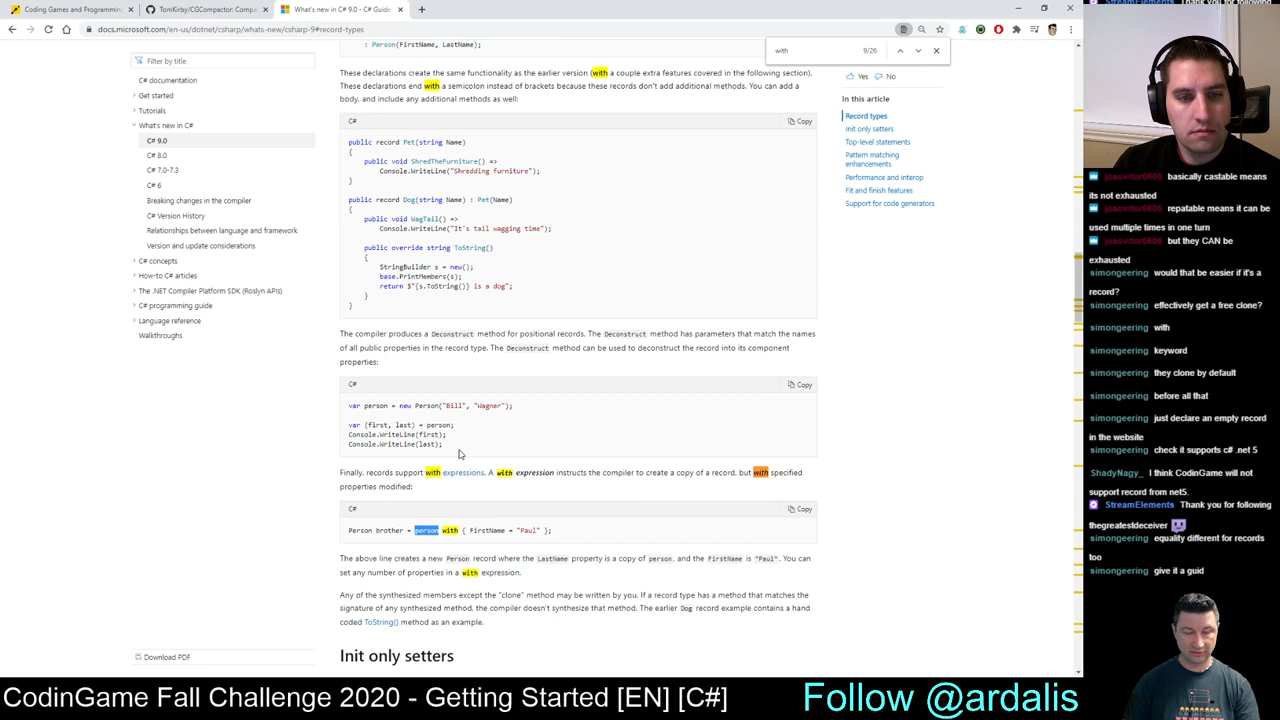 Coding Games and Programming
TomKirby/CGCompactor: Compa
What's new in C# 9.0 - C# Guide
docs.microsoft.com/en-us/dotnet/csharp/whats-new/csharp-9#record-types
with
9/26
Filter by title
C# documentation
Get started
Tutorials
What's new in C#
C# 9.0
C# 8.0
C# 7.0-7.3
C# 6
Breaking changes in the compiler
C# Version History
Relationships between language and framework
Version and update considerations
C# concepts
How-to C# articles
The .NET Compiler Platform SDK (Roslyn APIs)
C# programming guide
Language reference
Walkthroughs
Download PDF
: Person(FirstName, LastName);
These declarations create the same functionality as the earlier version (with a couple extra features covered in the following section).
These declarations end with a semicolon instead of brackets because these records don't add additional methods. You can add a
body, and include any additional methods as well:
C#
Copy
public record Pet(string Name)
{
public void ShredTheFurniture() =>
Console.WriteLine("Shredding furniture");
}
public record Dog(string Name) : Pet(Name)
{
public void WagTail() =>
Console.WriteLine("It's tail wagging time");
public override string ToString()
{
StringBuilder s = new();
base.PrintMembers(s);
return $"{s.ToString()} is a dog";
}
}
The compiler produces a Deconstruct method for positional records. The Deconstruct method has parameters that match the names
of all public properties in the record type. The Deconstruct method can be used to deconstruct the record into its component
properties:
C#
Copy
var person = new Person("Bill", "Wagner");
var (first, last) = person;
Console.WriteLine(first);
Console.WriteLine(last);
Finally, records support with expressions. A with expression instructs the compiler to create a copy of a record, but with specified
properties modified:
C#
Copy
Person brother = person with { FirstName = "Paul" };
The above line creates a new Person record where the LastName property is a copy of person, and the FirstName is "Paul". You can
set any number of properties in a with expression.
Any of the synthesized members except the "clone" method may be written by you. If a record type has a method that matches the
signature of any synthesized method, the compiler doesn't synthesize that method. The earlier Dog record example contains a hand
coded ToString() method as an example.
Init only setters
Yes
No
In this article
Record types
Init only setters
Top-level statements
Pattern matching
enhancements
Performance and interop
Fit and finish features
Support for code generators
StreamElements Thank you for following
joaovitor0606 basically castable means
its not exhausted
joaovitor0606 repatable means it can be
used multiple times in one turn
joaovitor0606 but they CAN be
exhausted
simongeering would that be easier if it's a
record?
simongeering effectively get a free clone?
simongeering with
simongeering keyword
simongeering they clone by default
simongeering before all that
simongeering just declare an empty record
in the website
simongeering check it supports c# .net 5
ShadyNagy_ I think CodinGame will not
support record from net5.
StreamElements Thank you for following
thegreatestdeceiver
simongeering equality different for records
too
simongeering give it a guid
CodinGame Fall Challenge 2020 - Getting Started [EN] [C#]
Follow @ardalis